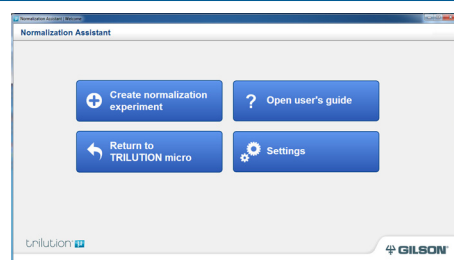 Normalization Assistant | Welcome
Normalization Assistant
Create normalization
experiment
? Open user's guide
Return to
TRILUTION micro
Settings
trilution µ
GILSON